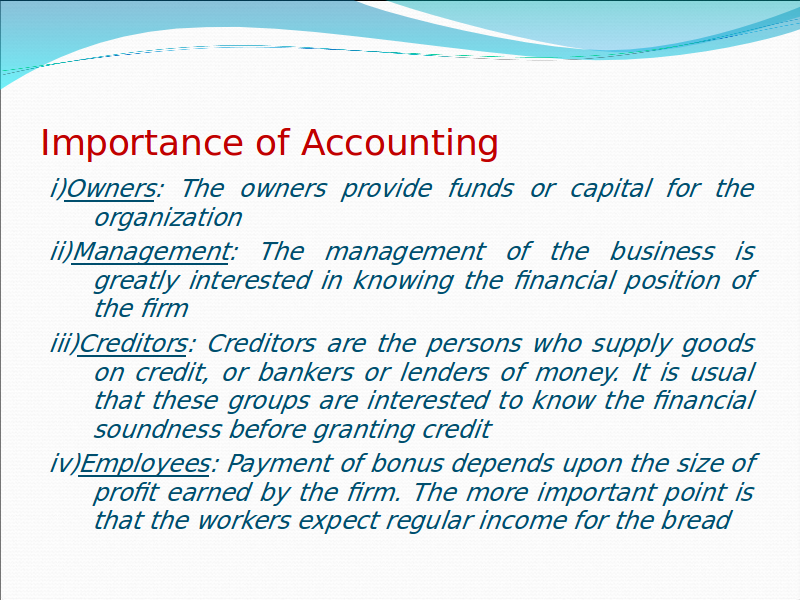 Importance of Accounting
i)Owners: The owners provide funds or capital for the
organization
ii)Management: The management of the business is
greatly interested in knowing the financial position of
the firm
iii)Creditors: Creditors are the persons who supply goods
on credit, or bankers or lenders of money. It is usual
that these groups are interested to know the financial
soundness before granting credit
iv)Employees: Payment of bonus depends upon the size of
profit earned by the firm. The more important point is
that the workers expect regular income for the bread